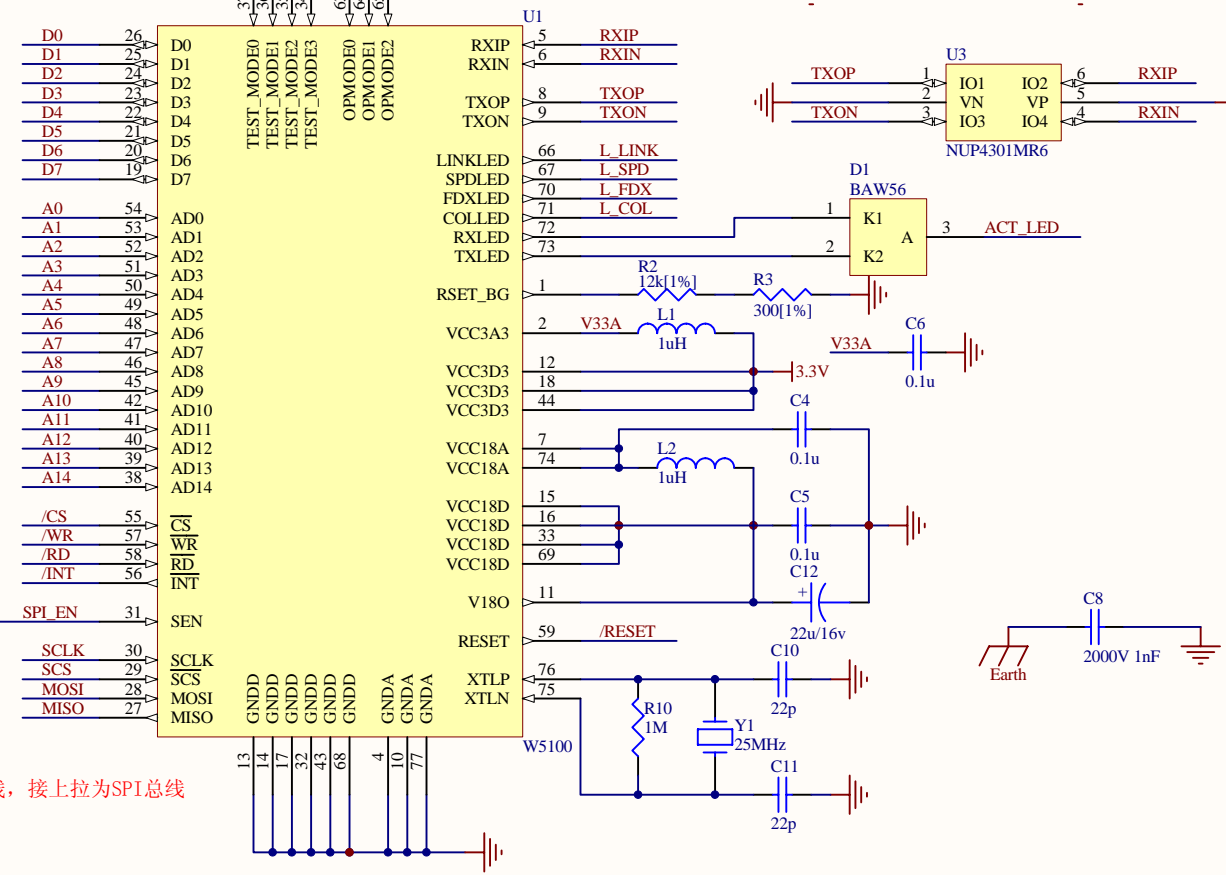 U1
TEST_MODE0
TEST_MODE1
TEST_MODE2
TEST_MODE3
OPMODE0
OPMODE1
OPMODE2
D0 26 D0
D1 25 D1
D2 24 D2
D3 23 D3
D4 22 D4
D5 21 D5
D6 20 D6
D7 19 D7
A0 54 AD0
A1 53 AD1
A2 52 AD2
A3 51 AD3
A4 50 AD4
A5 49 AD5
A6 48 AD6
A7 47 AD7
A8 46 AD8
A9 45 AD9
A10 42 AD10
A11 41 AD11
A12 40 AD12
A13 39 AD13
A14 38 AD14
/CS 55 CS
/WR 57 WR
/RD 58 RD
/INT 56 INT
SPI_EN 31 SEN
SCLK 30 SCLK
SCS 29 SCS
MOSI 28 MOSI
MISO 27 MISO
RXIP 5 RXIP
RXIN 6 RXIN
TXOP 8 TXOP
TXON 9 TXON
LINKLED 66 L_LINK
SPDLED 67 L_SPD
FDXLED 70 L_FDX
COLLED 71 L_COL
RXLED 72
TXLED 73
RSET_BG 1
VCC3A3 2 V33A
VCC3D3 12
VCC3D3 18
VCC3D3 44
VCC18A 7
VCC18A 74
VCC18D 15
VCC18D 16
VCC18D 33
VCC18D 69
V18O 11
RESET 59 /RESET
XTLP 76
XTLN 75
W5100
GNDD 13
GNDD 14
GNDD 17
GNDD 32
GNDD 43
GNDD 68
GNDA 4
GNDA 10
GNDA 77
U3
TXOP 1 IO1 IO2 6 RXIP
2 VN VP 5
TXON 3 IO3 IO4 4 RXIN
NUP4301MR6
D1
BAW56
1 K1
A 3 ACT_LED
2 K2
R2
12k[1%]
R3
300[1%]
L1
1uH
3.3V
V33A
C6
0.1u
C4
0.1u
L2
1uH
C5
0.1u
C12
+
22u/16v
C10
22p
R10
1M
Y1
25MHz
C11
22p
C8
2000V 1nF
Earth
,接上拉为SPI总线